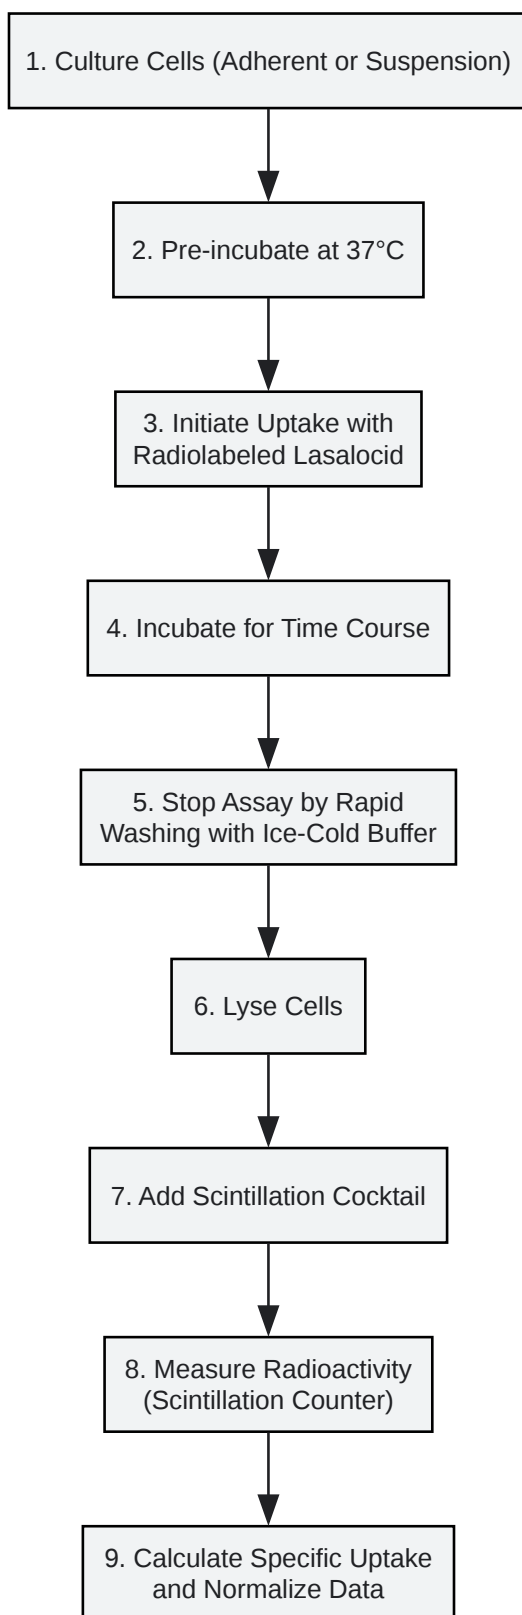 1. Culture Cells (Adherent or Suspension)
2. Pre-incubate at 37°C
3. Initiate Uptake with
Radiolabeled Lasalocid
4. Incubate for Time Course
5. Stop Assay by Rapid
Washing with Ice-Cold Buffer
6. Lyse Cells
7. Add Scintillation Cocktail
8. Measure Radioactivity
(Scintillation Counter)
9. Calculate Specific Uptake
and Normalize Data